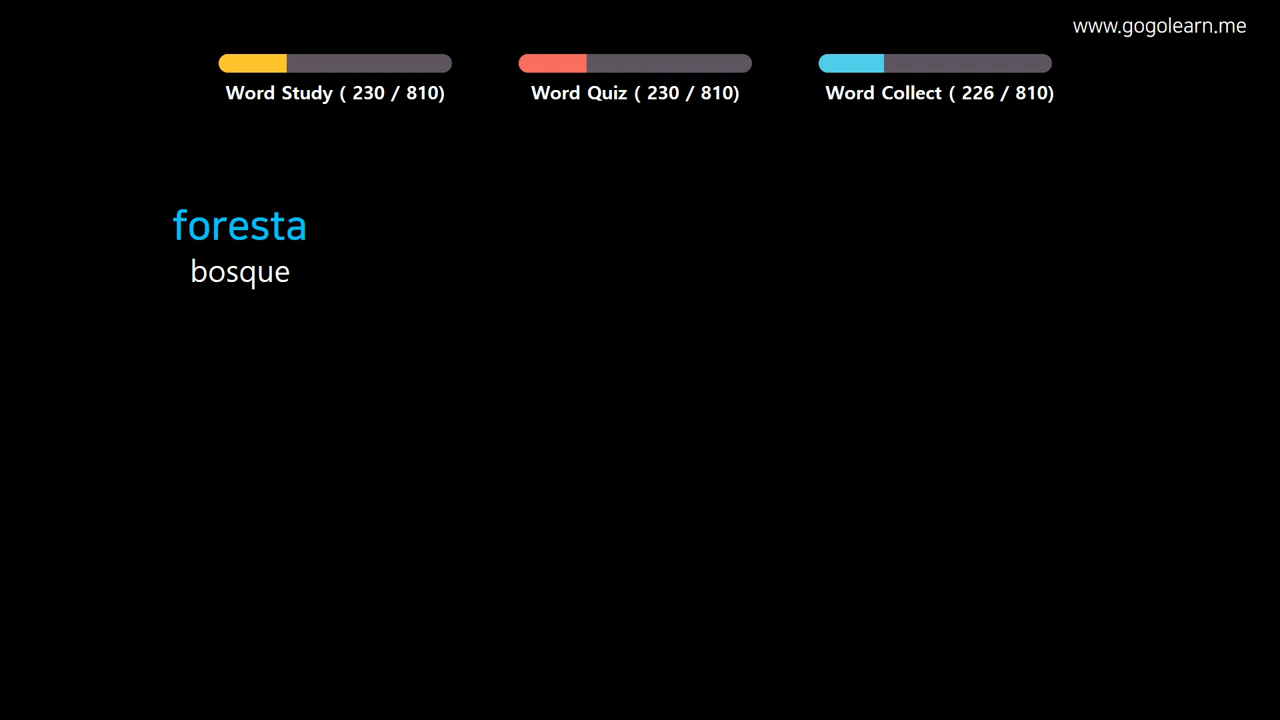 www.gogolearn.me
Word Study ( 230 / 810)
Word Quiz ( 230 / 810)
Word Collect ( 226 / 810)
foresta
bosque